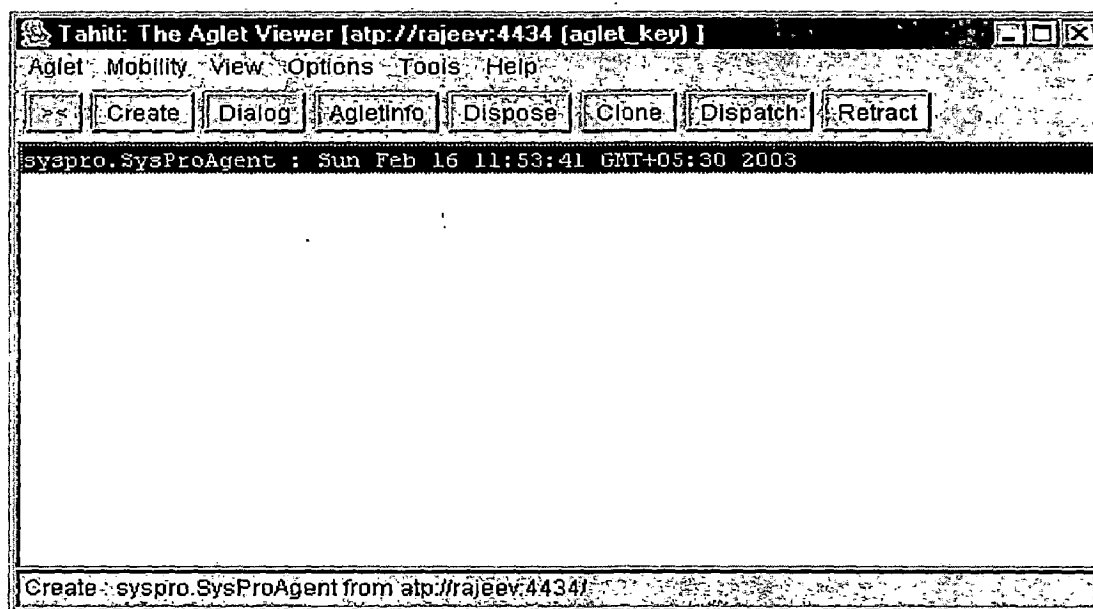 Tahiti: The Aglet Viewer [atp://rajeev:4434 (aglet_key) ]
Aglet Mobility View Options Tools Help
>< Create Dialog AgletInfo Dispose Clone Dispatch Retract
syspro.SysProAgent : Sun Feb 16 11:53:41 GMT+05:30 2003
Create : syspro.SysProAgent from atp://rajeev:4434/